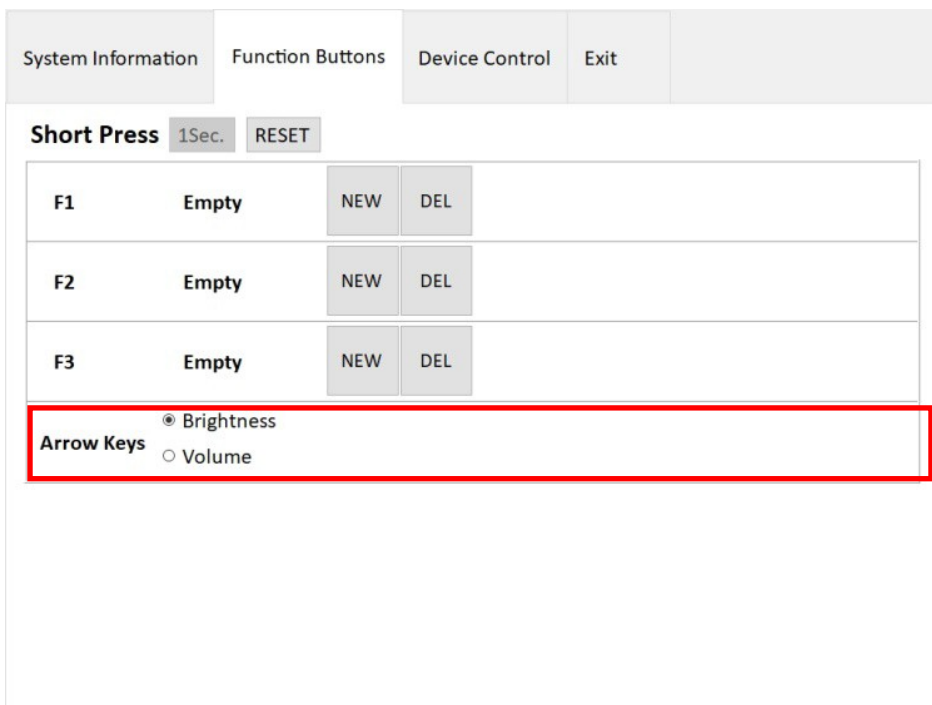 System Information Function Buttons Device Control Exit
Short Press 1Sec. RESET
F1 Empty NEW DEL
F2 Empty NEW DEL
F3 Empty NEW DEL
Arrow Keys
Brightness
Volume